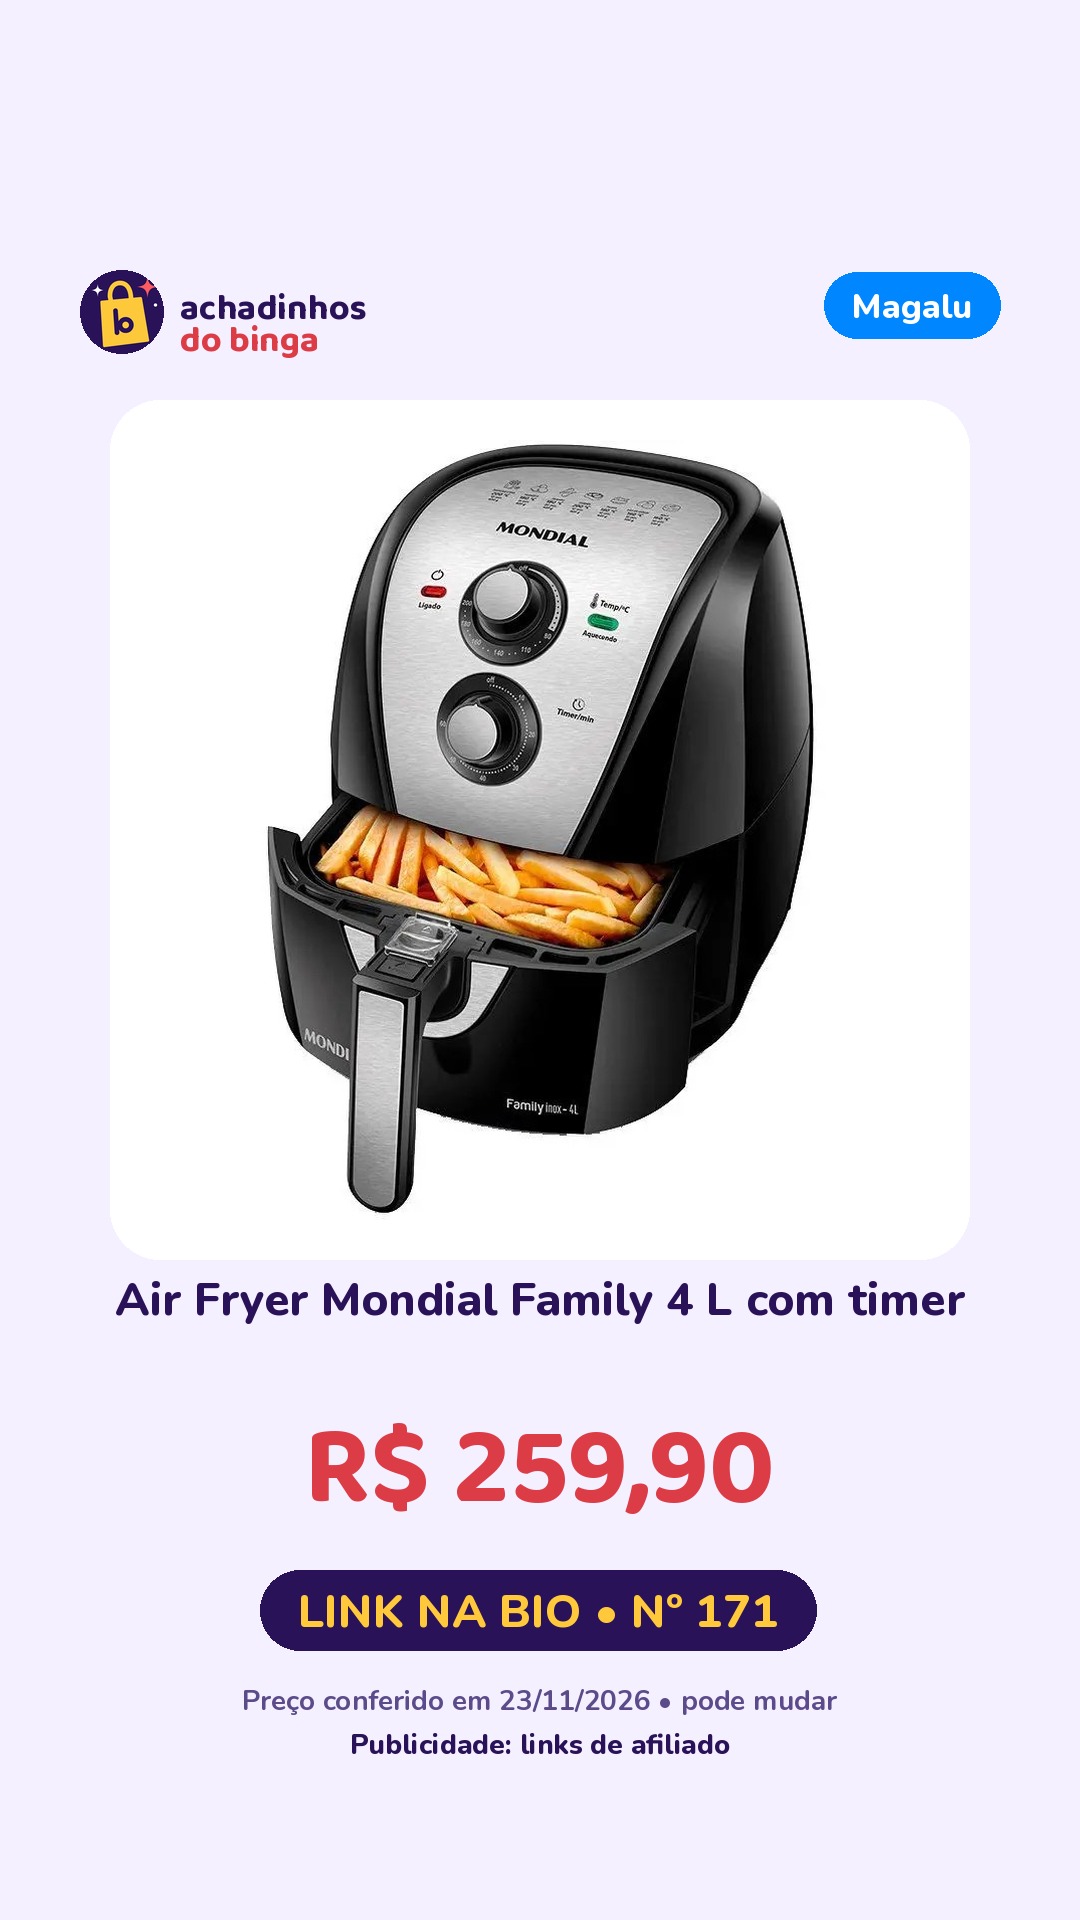 achadinhos
do binga
Magalu
MONDIAL
Ligado
Temp/ºC
Aquecendo
Timer/min
MONDI
Family inox - 4L
Air Fryer Mondial Family 4 L com timer
R$ 259,90
LINK NA BIO • Nº 171
Preço conferido em 23/11/2026 • pode mudar
Publicidade: links de afiliado